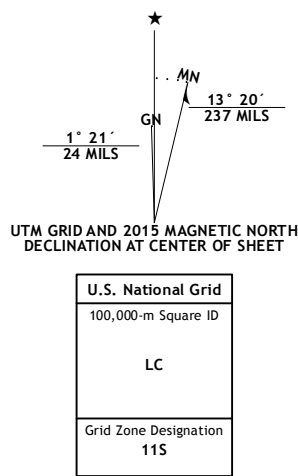 ★
MN
GN
13° 20´
237 MILS
1° 21´
24 MILS
UTM GRID AND 2015 MAGNETIC NORTH
DECLINATION AT CENTER OF SHEET
U.S. National Grid
100,000-m Square ID
LC
Grid Zone Designation
11S